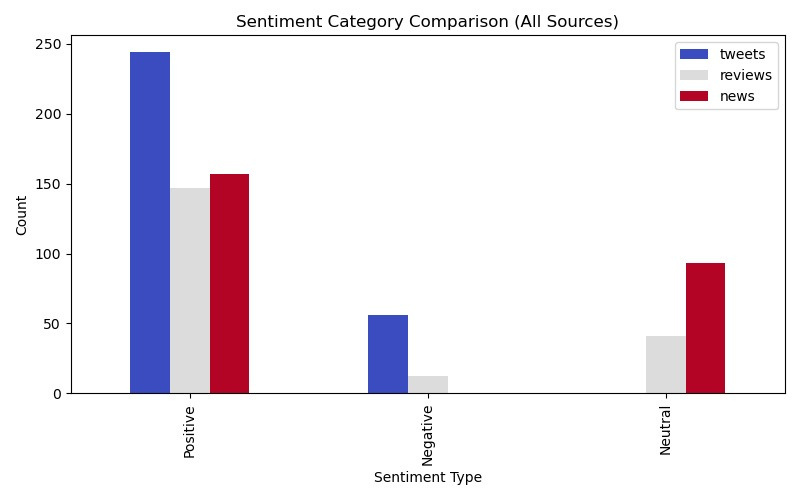 Sentiment Category Comparison (All Sources)
tweets
reviews
news
250
200
150
100
50
0
Count
Positive
Negative
Neutral
Sentiment Type